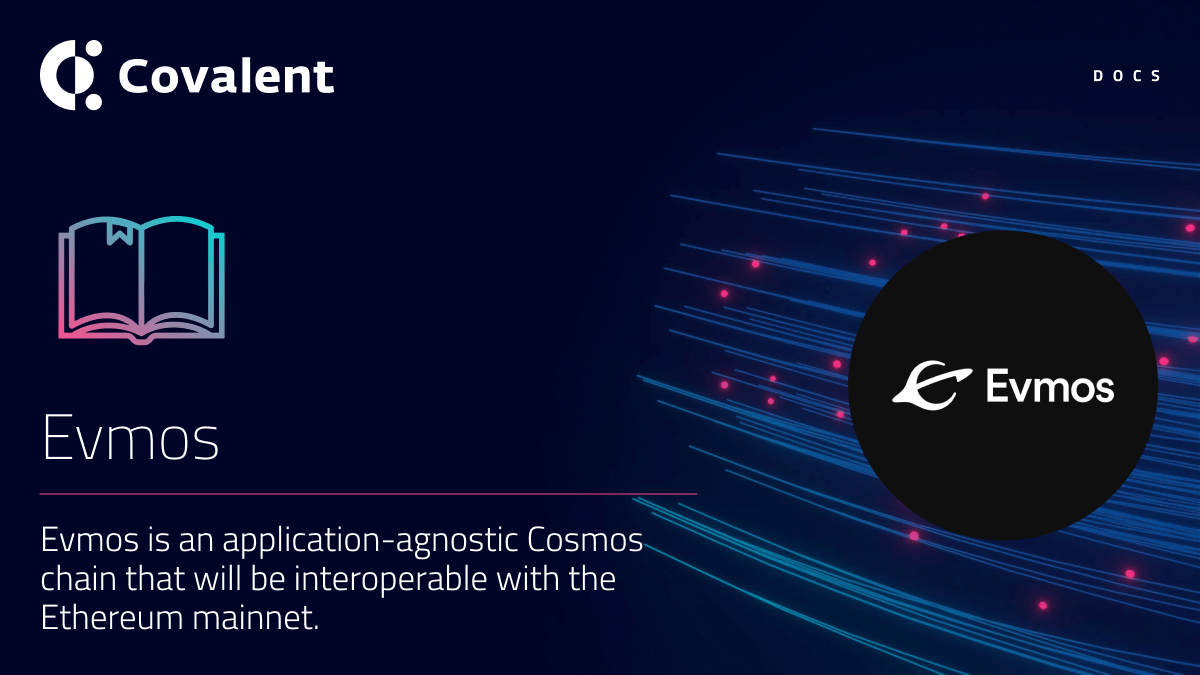 Covalent
DOCS
Evmos
Evmos
Evmos is an application-agnostic Cosmos
chain that will be interoperable with the
Ethereum mainnet.